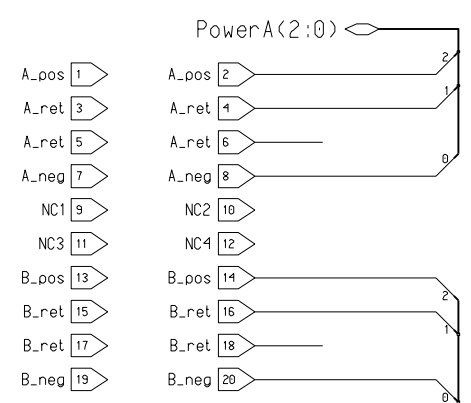 PowerA(2:0)
2
A_pos 1 A_pos 2
1
A_ret 3 A_ret 4
A_ret 5 A_ret 6
0
A_neg 7 A_neg 8
NC1 9 NC2 10
NC3 11 NC4 12
B_pos 13 B_pos 14
2
B_ret 15 B_ret 16
1
B_ret 17 B_ret 18
B_neg 19 B_neg 20
0